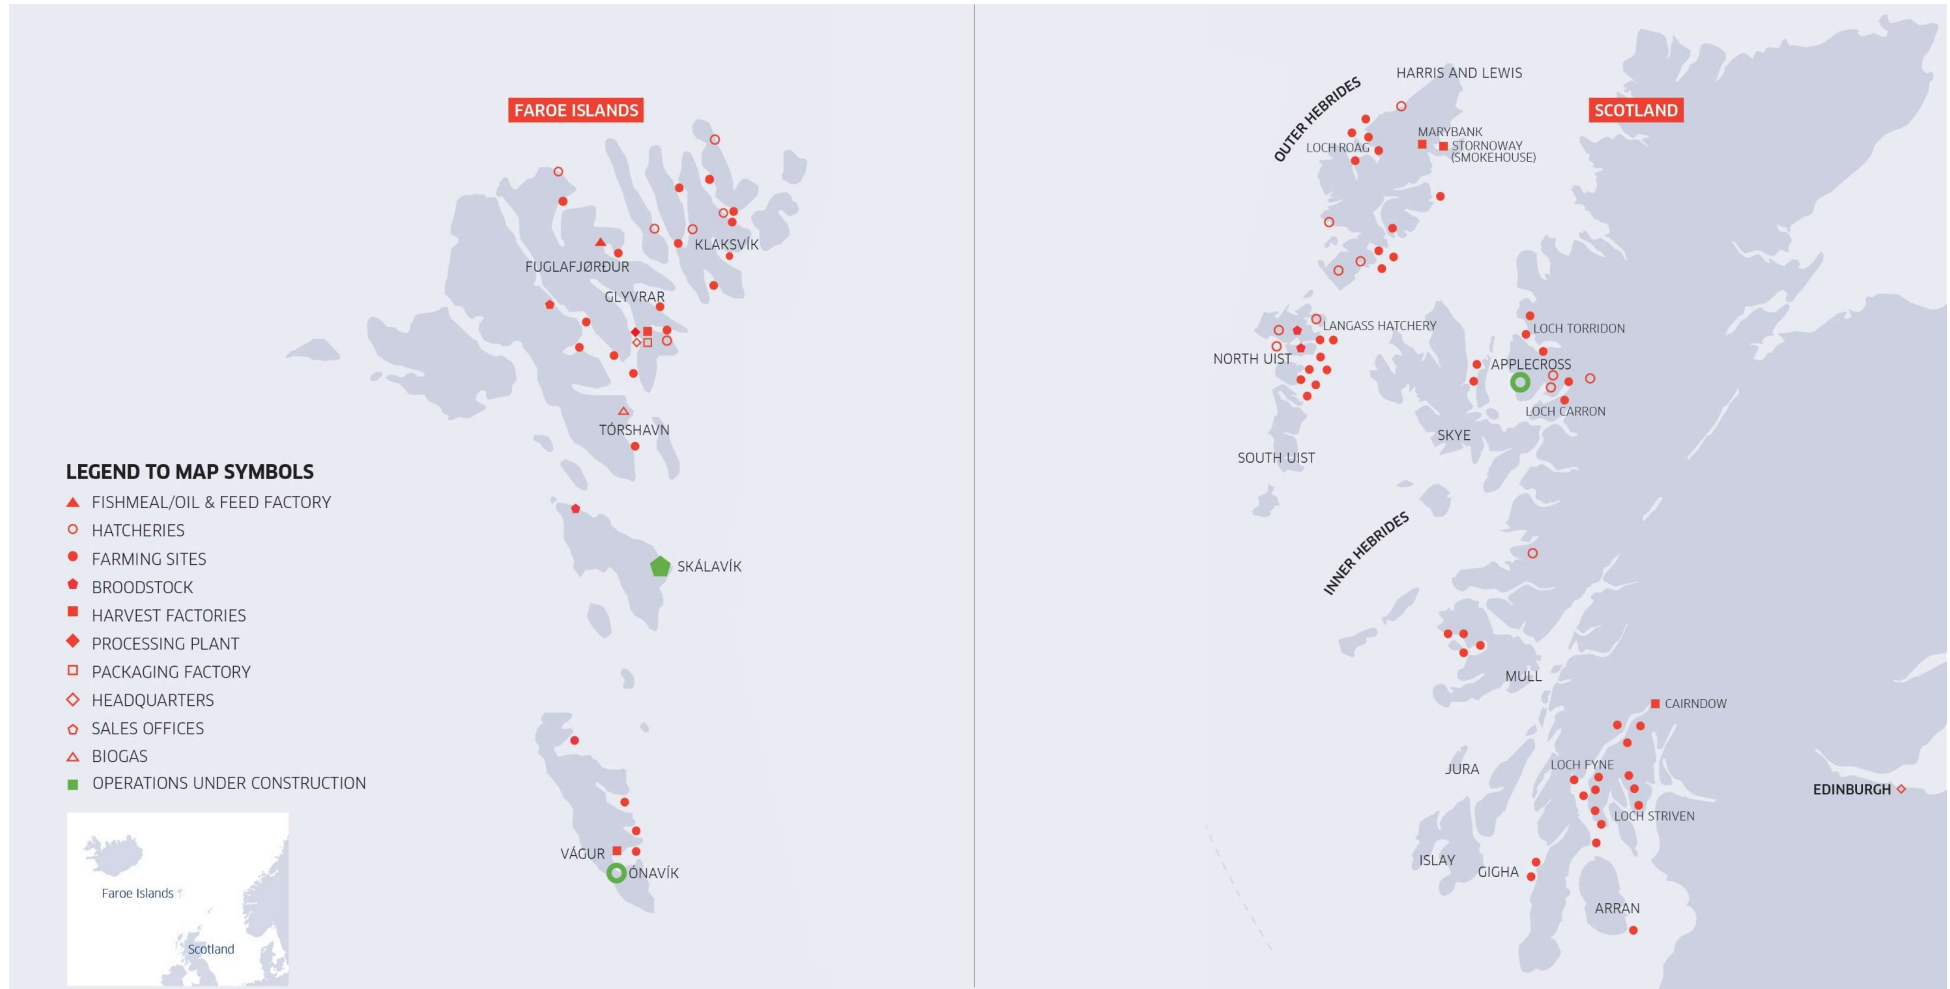 FAROE ISLANDS
KLAKSVÍK
FUGLAFJØRÐUR
GLYVRAR
TÓRSHAVN
SKÁLAVÍK
VÁGUR
ÓNAVÍK
LEGEND TO MAP SYMBOLS
FISHMEAL/OIL & FEED FACTORY
HATCHERIES
FARMING SITES
BROODSTOCK
HARVEST FACTORIES
PROCESSING PLANT
PACKAGING FACTORY
HEADQUARTERS
SALES OFFICES
BIOGAS
OPERATIONS UNDER CONSTRUCTION
Faroe Islands
Scotland
SCOTLAND
OUTER HEBRIDES
HARRIS AND LEWIS
MARYBANK
LOCH ROAG
STORNOWAY
(SMOKEHOUSE)
LANGASS HATCHERY
NORTH UIST
SOUTH UIST
LOCH TORRIDON
APPLECROSS
LOCH CARRON
SKYE
INNER HEBRIDES
MULL
CAIRNDOW
JURA
LOCH FYNE
EDINBURGH
LOCH STRIVEN
ISLAY
GIGHA
ARRAN